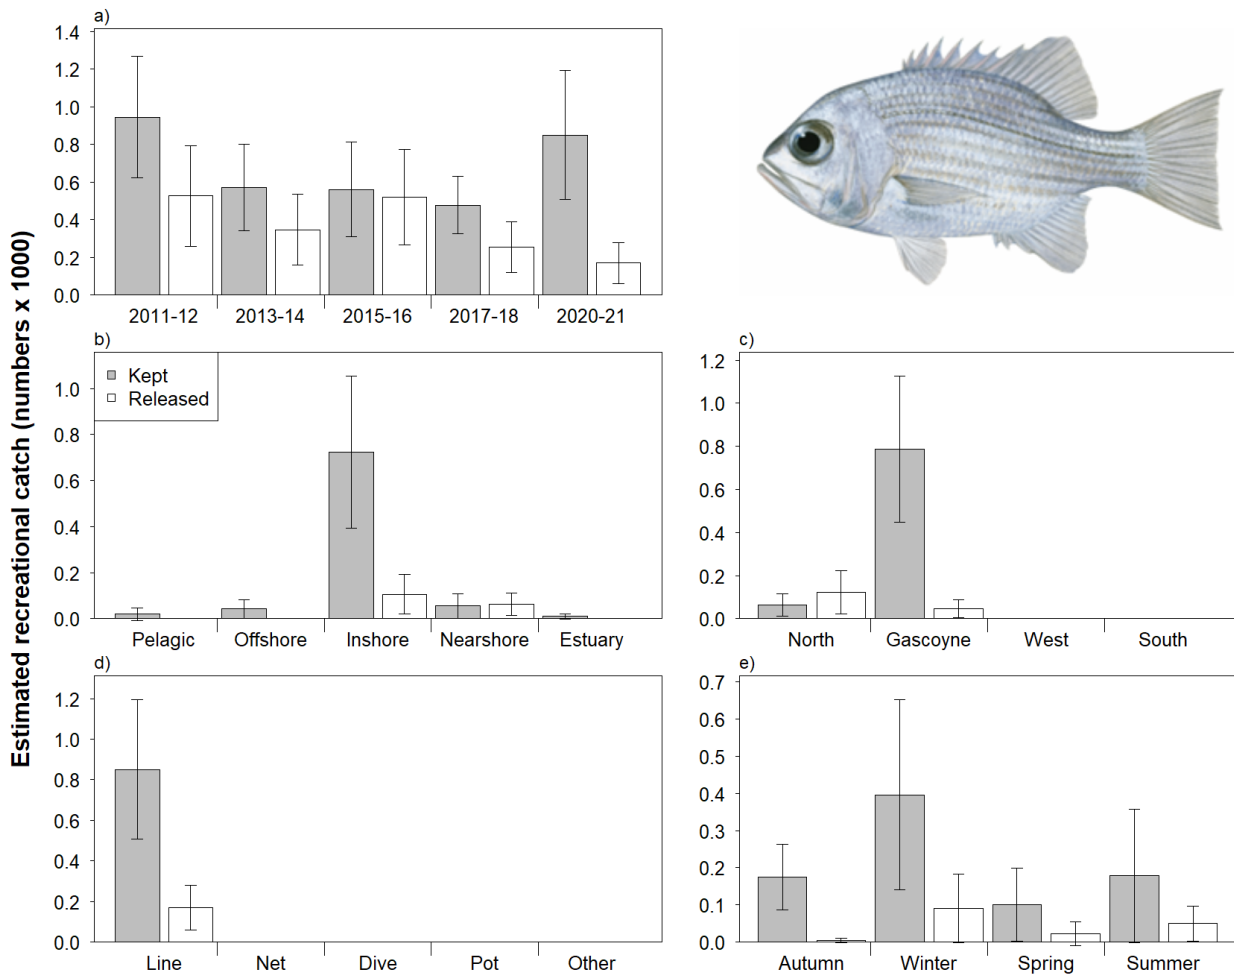 Estimated recreational catch (numbers x 1000)
a)
1.4
1.2
1.0
0.8
0.6
0.4
0.2
0.0
2011-12 2013-14 2015-16 2017-18 2020-21
b)
Kept
Released
1.0
0.8
0.6
0.4
0.2
0.0
Pelagic Offshore Inshore Nearshore Estuary
c)
1.2
1.0
0.8
0.6
0.4
0.2
0.0
North Gascoyne West South
d)
1.2
1.0
0.8
0.6
0.4
0.2
0.0
Line Net Dive Pot Other
e)
0.7
0.6
0.5
0.4
0.3
0.2
0.1
0.0
Autumn Winter Spring Summer